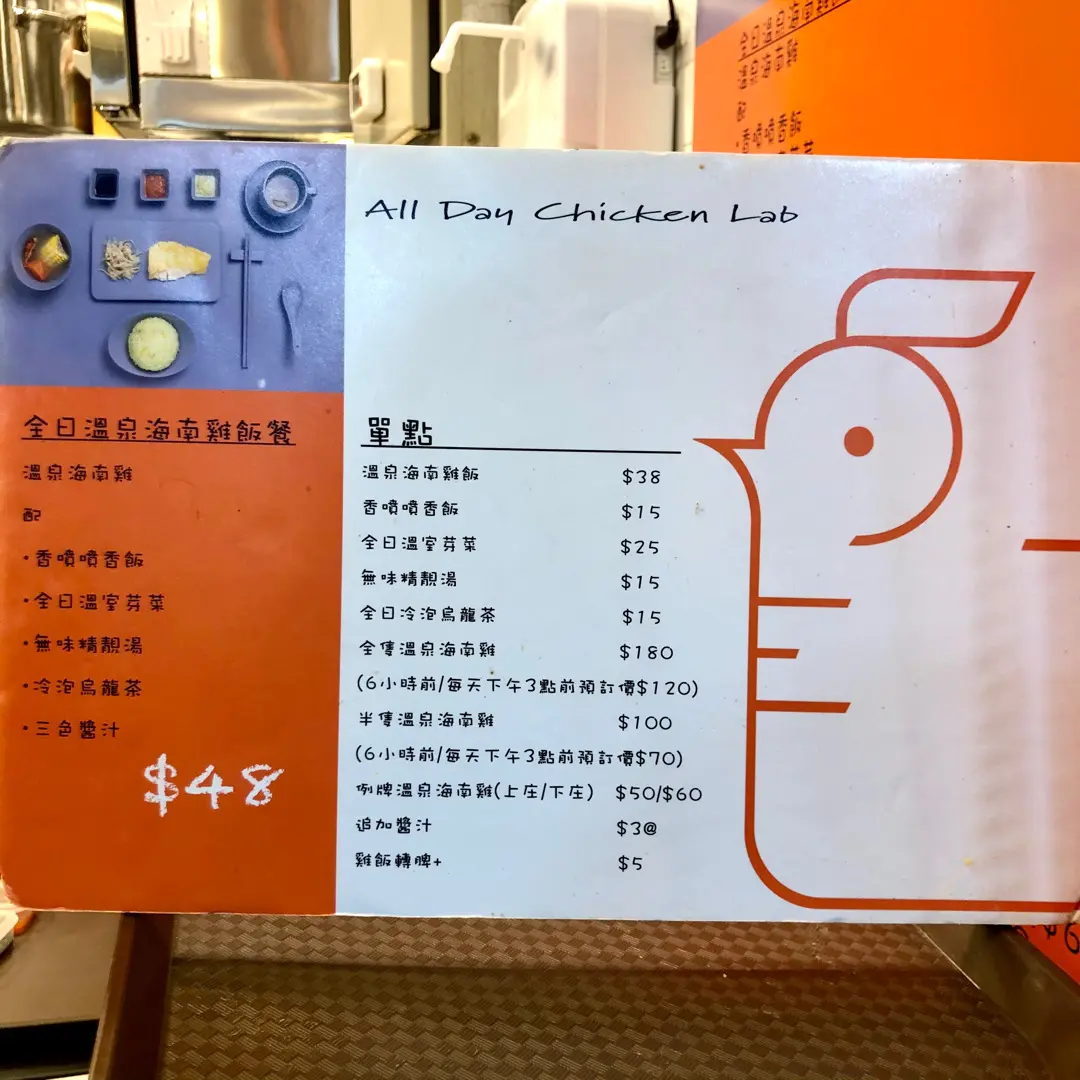 All Day Chicken Lab
全日溫泉海南雞飯餐
溫泉海南雞
配
·香噴噴香飯
·全日溫室芽菜
·無味精靚湯
·冷泡烏龍茶
·三色醬汁
$48
單點
溫泉海南雞飯 $38
香噴噴香飯 $15
全日溫室芽菜 $25
無味精靚湯 $15
全日冷泡烏龍茶 $15
全隻溫泉海南雞 $180
(6小時前/每天下午3點前預訂價$120)
半隻溫泉海南雞 $100
(6小時前/每天下午3點前預訂價$70)
例牌溫泉海南雞(上庄/下庄) $50/$60
追加醬汁 $3@
雞飯轉脾+ $5